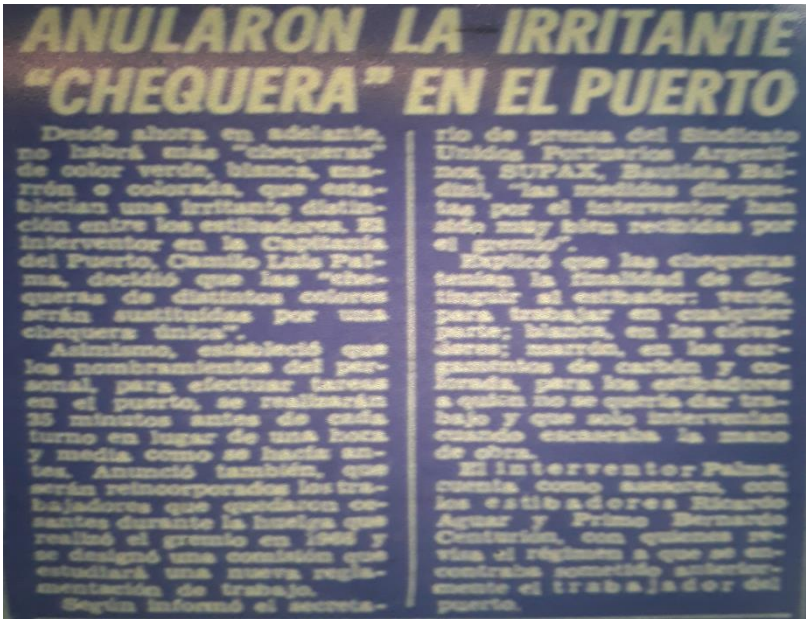 ANULARON LA IRRITANTE
"CHEQUERA" EN EL PUERTO
Desde ahora en adelante,
no habrá más "chequeras"
de color verde, blanca, ma-
rrón o colorada, que esta-
blecían una irritante distin-
ción entre los estibadores. El
interventor en la Capitanía
del Puerto, Camilo Luis Pal-
ma, decidió que las "che-
queras de distintos colores
serán sustituídas por una
chequera única".
Asimismo, estableció que
los nombramientos del per-
sonal, para efectuar tareas
en el puerto, se realizarán
35 minutos antes de cada
turno en lugar de una hora
y media como se hacía an-
tes. Anunció también, que
serán reincorporados los tra-
bajadores que quedaron ce-
santes durante la huelga que
realizó el gremio en 1966 y
se designó una comisión que
estudiará una nueva regla-
mentación de trabajo.
Según informó el secreta-
rio de prensa del Sindicato
Unidos Portuarios Argenti-
nos, SUPAX, Bautista Bal-
"las medidas dispues-
tas por el interventor han
sido muy bien recibidas por
el gremio".
Explicó que las chequeras
tenían la finalidad de dis-
tinguir al estibador: verde,
para trabajar en cualquier
parte; blanca, en los eleva-
dores; marrón, en los car-
gamentos de carbón y co-
lorada, para los estibadores
a quien no se quería dar tra-
bajo y que solo intervenían
cuando escaseaba la mano
de obra.
El interventor Palma,
cuenta como asesores, con
los estibadores Ricardo
Aguar y Primo Bernardo
Centurión, con quienes re-
visa el régimen a que se en-
contraba sometido anterior-
mente el trabajador del
puerto.